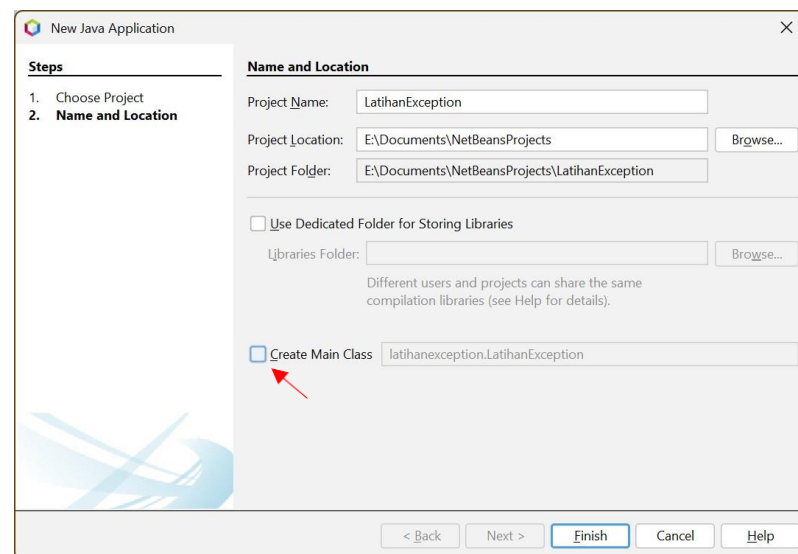 New Java Application
Steps
1. Choose Project
2. Name and Location
Name and Location
Project Name: LatihanException
Project Location: E:\Documents\NetBeansProjects Browse...
Project Folder: E:\Documents\NetBeansProjects\LatihanException
Use Dedicated Folder for Storing Libraries
Libraries Folder: Browse...
Different users and projects can share the same
compilation libraries (see Help for details).
Create Main Class latihanexception.LatihanException
< Back Next > Finish Cancel Help